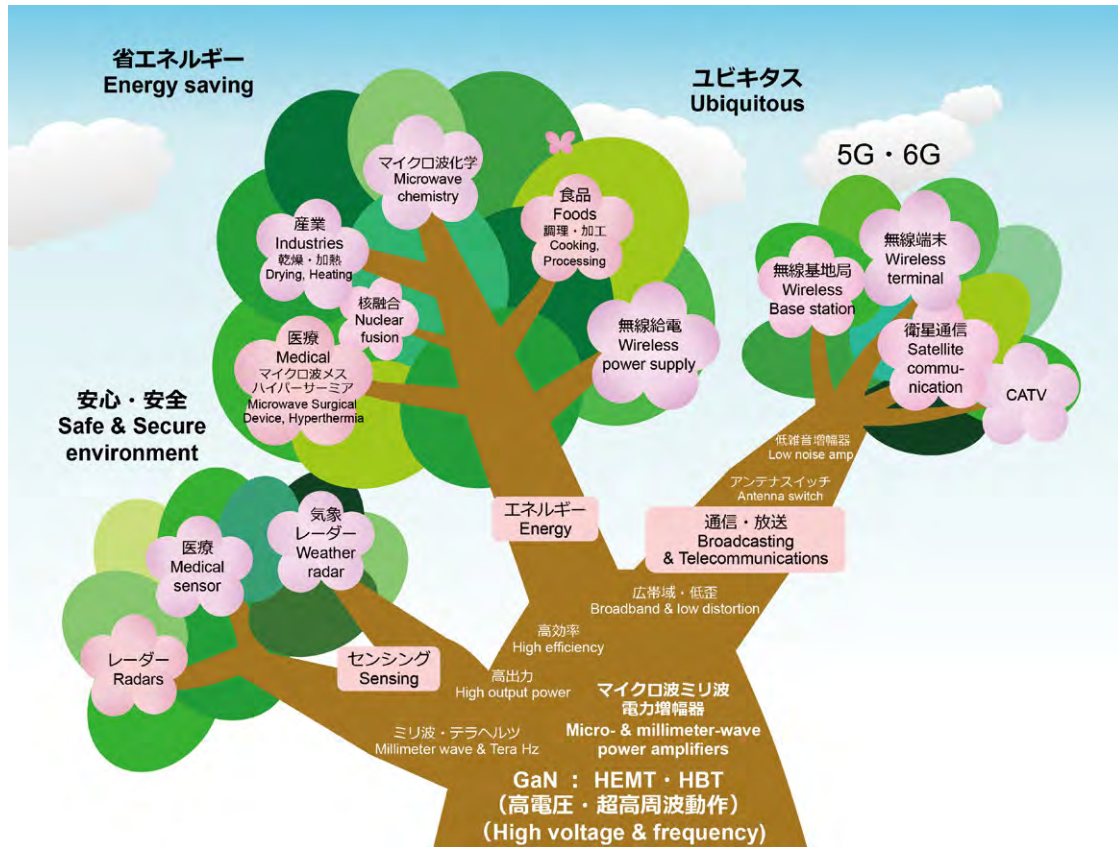 省エネルギー
Energy saving
ユビキタス
Ubiquitous
5G・6G
マイクロ波化学
Microwave
chemistry
食品
Foods
調理・加工
Cooking,
Processing
産業
Industries
乾燥・加熱
Drying, Heating
核融合
Nuclear
fusion
医療
Medical
マイクロ波メス
ハイパーサーミア
Microwave Surgical
Device, Hyperthermia
無線給電
Wireless
power supply
無線基地局
Wireless
Base station
無線端末
Wireless
terminal
衛星通信
Satellite
commu-
nication
CATV
安心・安全
Safe & Secure
environment
低雑音増幅器
Low noise amp
アンテナスイッチ
Antenna switch
エネルギー
Energy
通信・放送
Broadcasting
& Telecommunications
気象
レーダー
Weather
radar
医療
Medical
sensor
レーダー
Radars
センシング
Sensing
広帯域・低歪
Broadband & low distortion
高効率
High efficiency
高出力
High output power
ミリ波・テラヘルツ
Millimeter wave & Tera Hz
マイクロ波ミリ波
電力増幅器
Micro- & millimeter-wave
power amplifiers
GaN : HEMT・HBT
(高電圧・超高周波動作)
(High voltage & frequency)